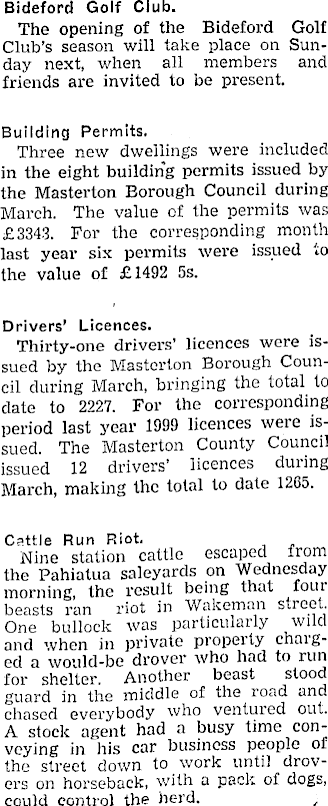 Bideford Golf Club.
The opening of the Bideford Golf
Club's season will take place on Sun-
day next, when all members and
friends are invited to be present.
Building Permits.
Three new dwellings were included
in the eight building permits issued by
the Masterton Borough Council during
March. The value of the permits was
£3343. For the corresponding month
last year six permits were issued to
the value of £1492 5s.
Drivers' Licences.
Thirty-one drivers' licences were is-
sued by the Masterton Borough Coun-
cil during March, bringing the total to
date to 2227. For the corresponding
period last year 1999 licences were is-
sued. The Masterton County Council
issued 12 drivers' licences during
March, making the total to date 1265.
Cattle Run Riot.
Nine station cattle escaped from
the Pahiatua saleyards on Wednesday
morning, the result being that four
beasts ran riot in Wakeman street.
One bullock was particularly wild
and when in private property charg-
ed a would-be drover who had to run
for shelter. Another beast stood
guard in the middle of the road and
chased everybody who ventured out.
A stock agent had a busy time con-
veying in his car business people of
the street down to work until drov-
ers on horseback, with a pack of dogs,
could control the herd.